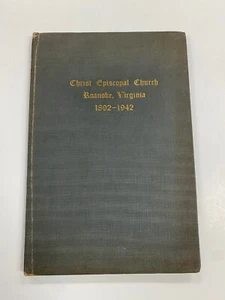 Christ Episcopal Church
Roanoke, Virginia
1892-1942